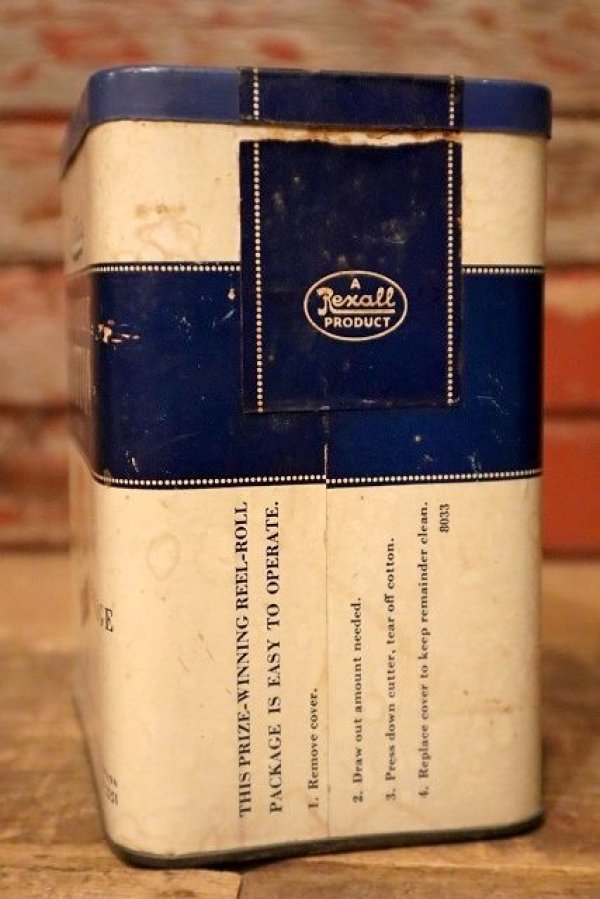 A
Rexall
PRODUCT
THIS PRIZE-WINNING REEL-ROLL
PACKAGE IS EASY TO OPERATE.
1. Remove cover.
2. Draw out amount needed.
3. Press down cutter, tear off cotton.
4. Replace cover to keep remainder clean.
8033